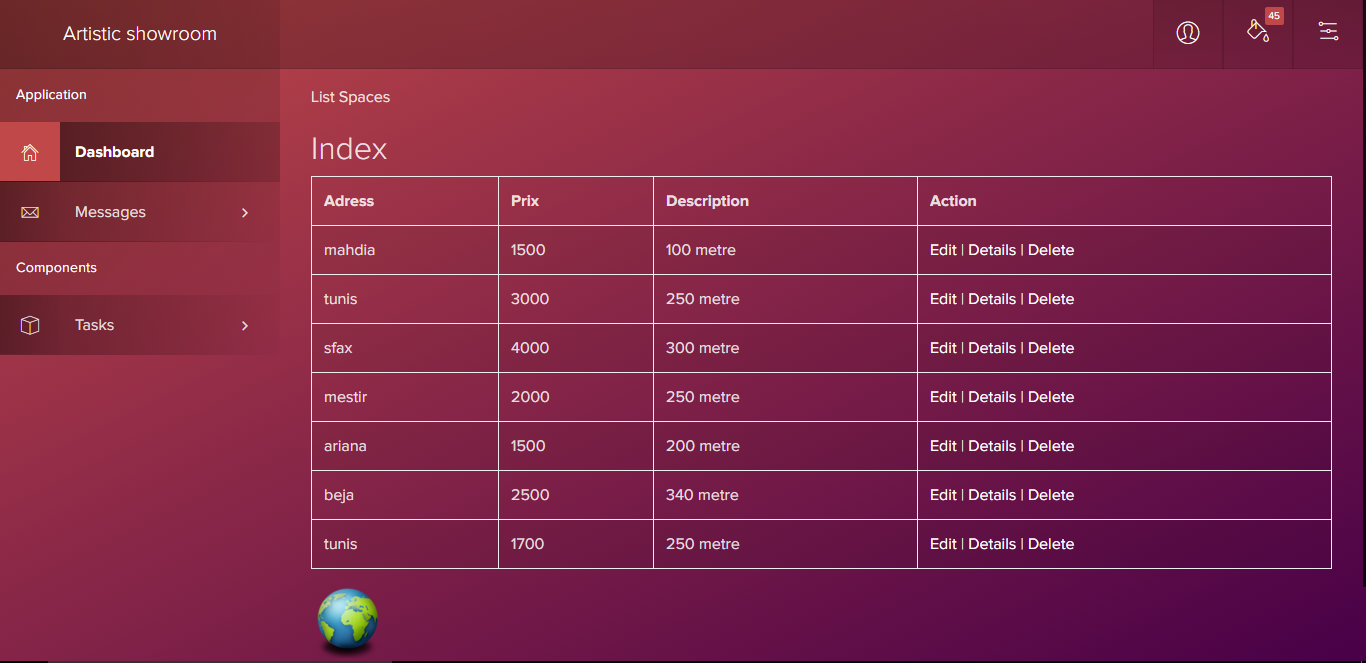 Artistic showroom
45
Application
Dashboard
Messages
Components
Tasks
List Spaces
Index
Adress Prix Description Action
mahdia 1500 100 metre Edit | Details | Delete
tunis 3000 250 metre Edit | Details | Delete
sfax 4000 300 metre Edit | Details | Delete
mestir 2000 250 metre Edit | Details | Delete
ariana 1500 200 metre Edit | Details | Delete
beja 2500 340 metre Edit | Details | Delete
tunis 1700 250 metre Edit | Details | Delete